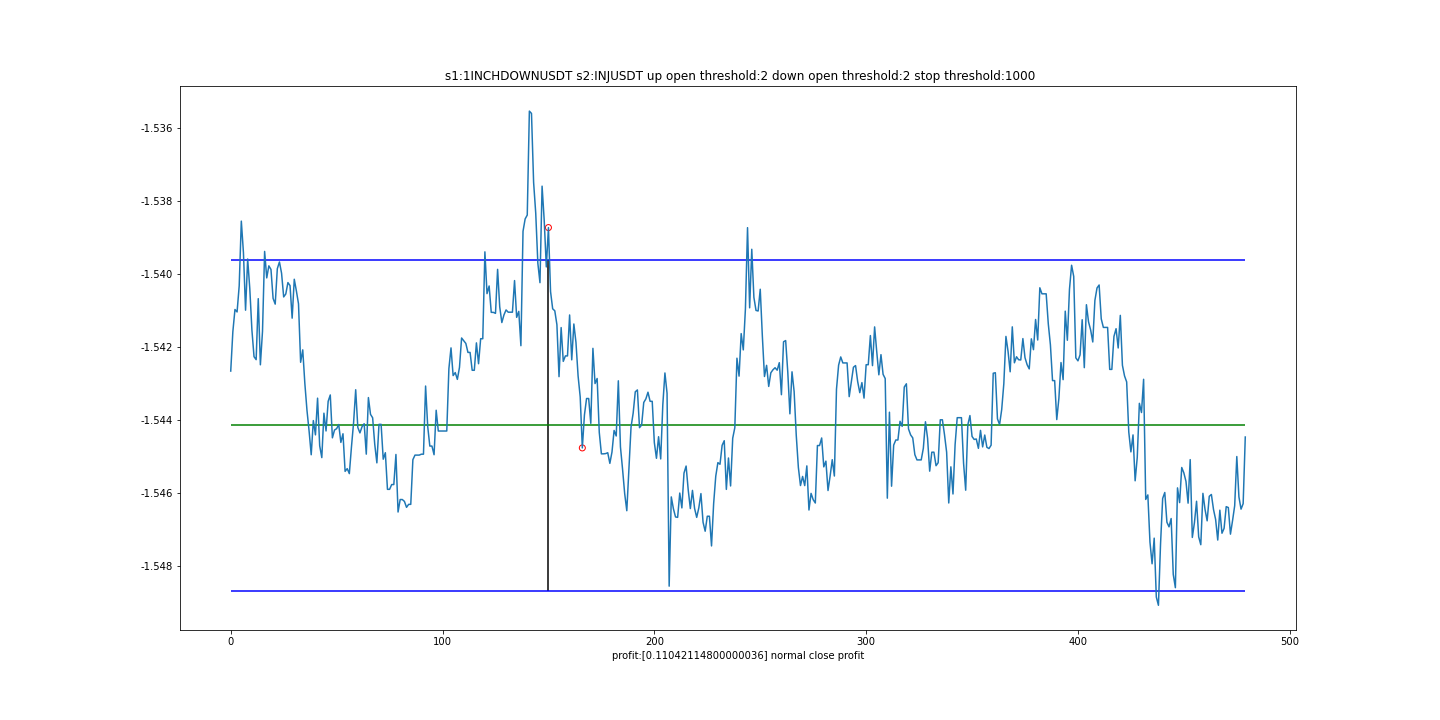 s1:1INCHDOWNUSDT s2:INJUSDT up open threshold:2 down open threshold:2 stop threshold:1000
-1.536
-1.538
-1.540
-1.542
-1.544
-1.546
-1.548
0 100 200 300 400 500
profit:[0.11042114800000036] normal close profit